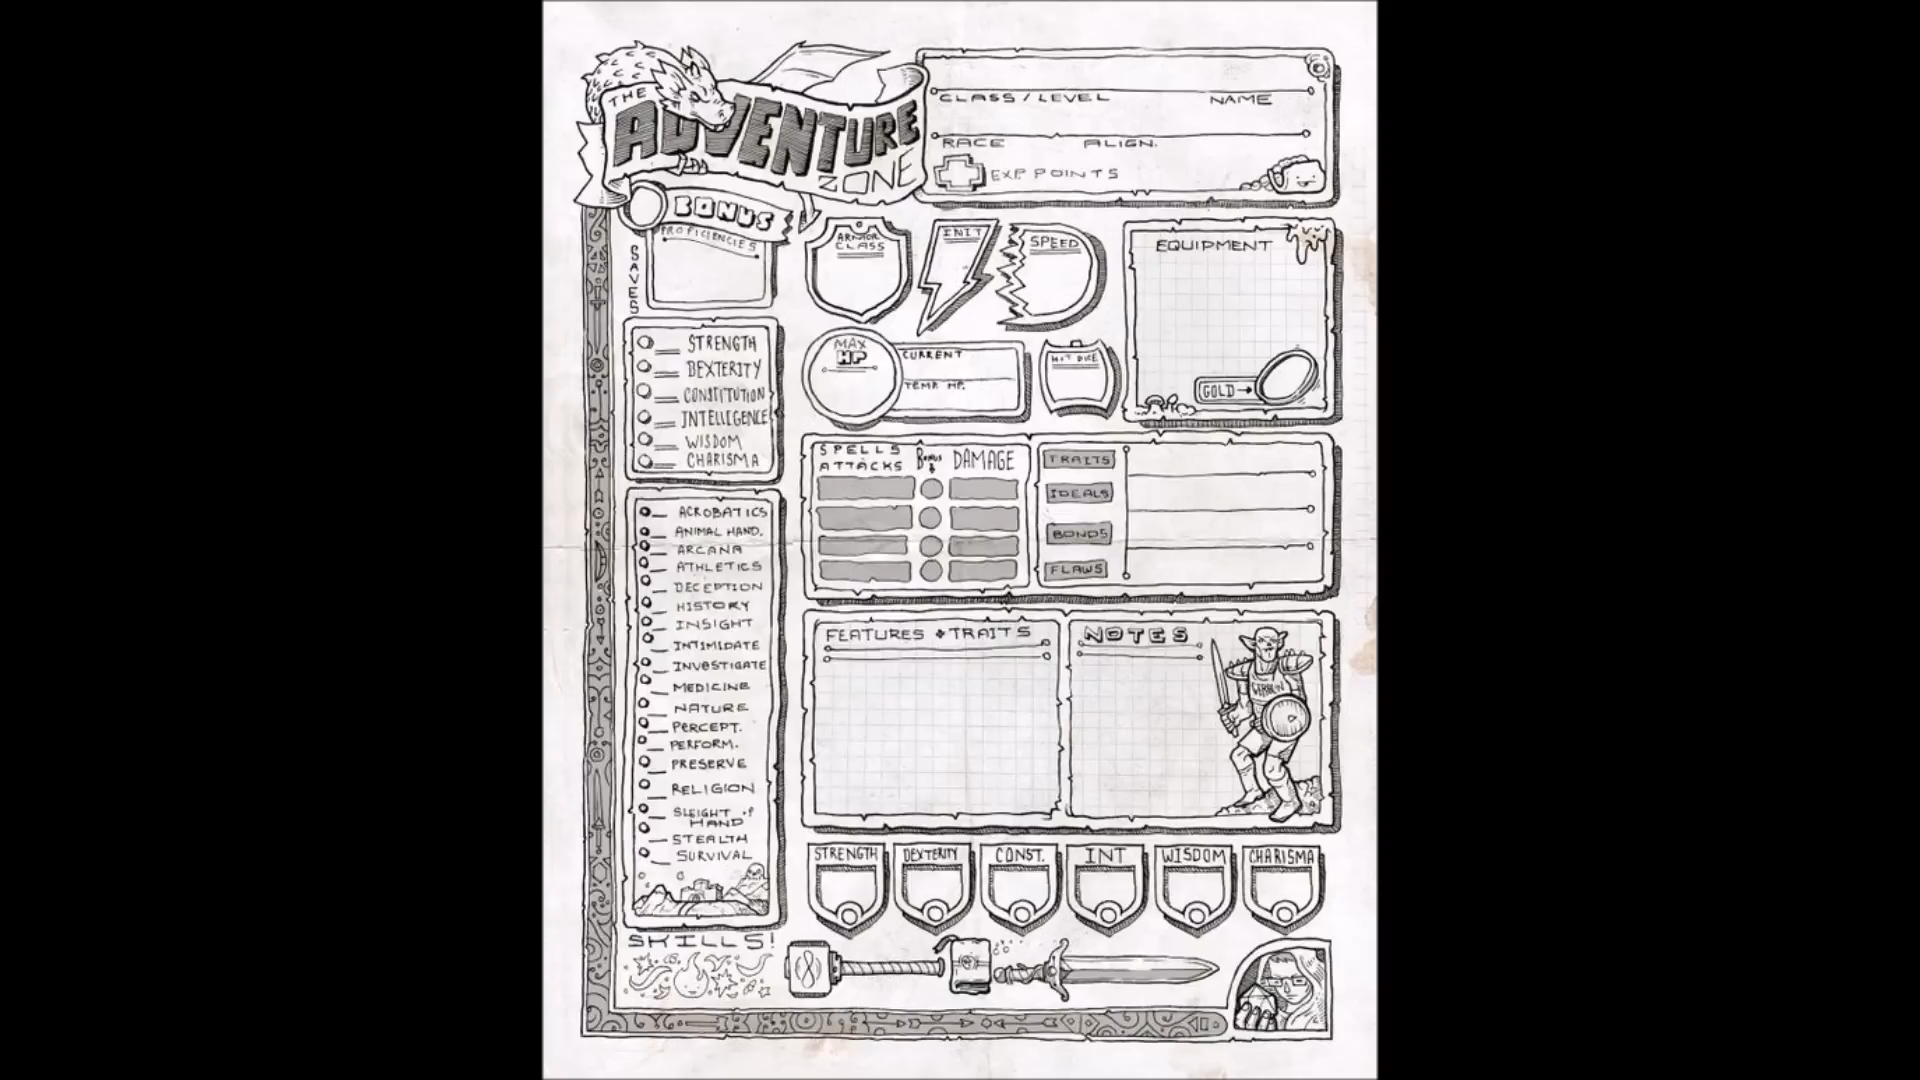 THE
ADVENTURE
ZONE
CLASS / LEVEL NAME
RACE ALIGN.
EXP. POINTS
BONUS
PROFICIENCIES
SAVES
STRENGTH
DEXTERITY
CONSTITUTION
INTELLIGENCE
WISDOM
CHARISMA
ARMOR
CLASS
INIT
SPEED
EQUIPMENT
GOLD
MAX
HP
CURRENT
TEMP. HP.
HIT DICE
SPELLS
ATTACKS
BONUS
DAMAGE
TRAITS
IDEALS
BONDS
FLAWS
ACROBATICS
ANIMAL HAND.
ARCANA
ATHLETICS
DECEPTION
HISTORY
INSIGHT
INTIMIDATE
INVESTIGATE
MEDICINE
NATURE
PERCEPT.
PERFORM.
PRESERVE
RELIGION
SLEIGHT of
HAND
STEALTH
SURVIVAL
SKILLS!
FEATURES & TRAITS
NOTES
GERBLIN
STRENGTH
DEXTERITY
CONST.
INT
WISDOM
CHARISMA